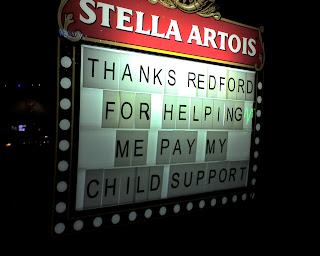 STELLA ARTOIS
THANKS REDFORD
FOR HELPING
ME PAY MY
CHILD SUPPORT